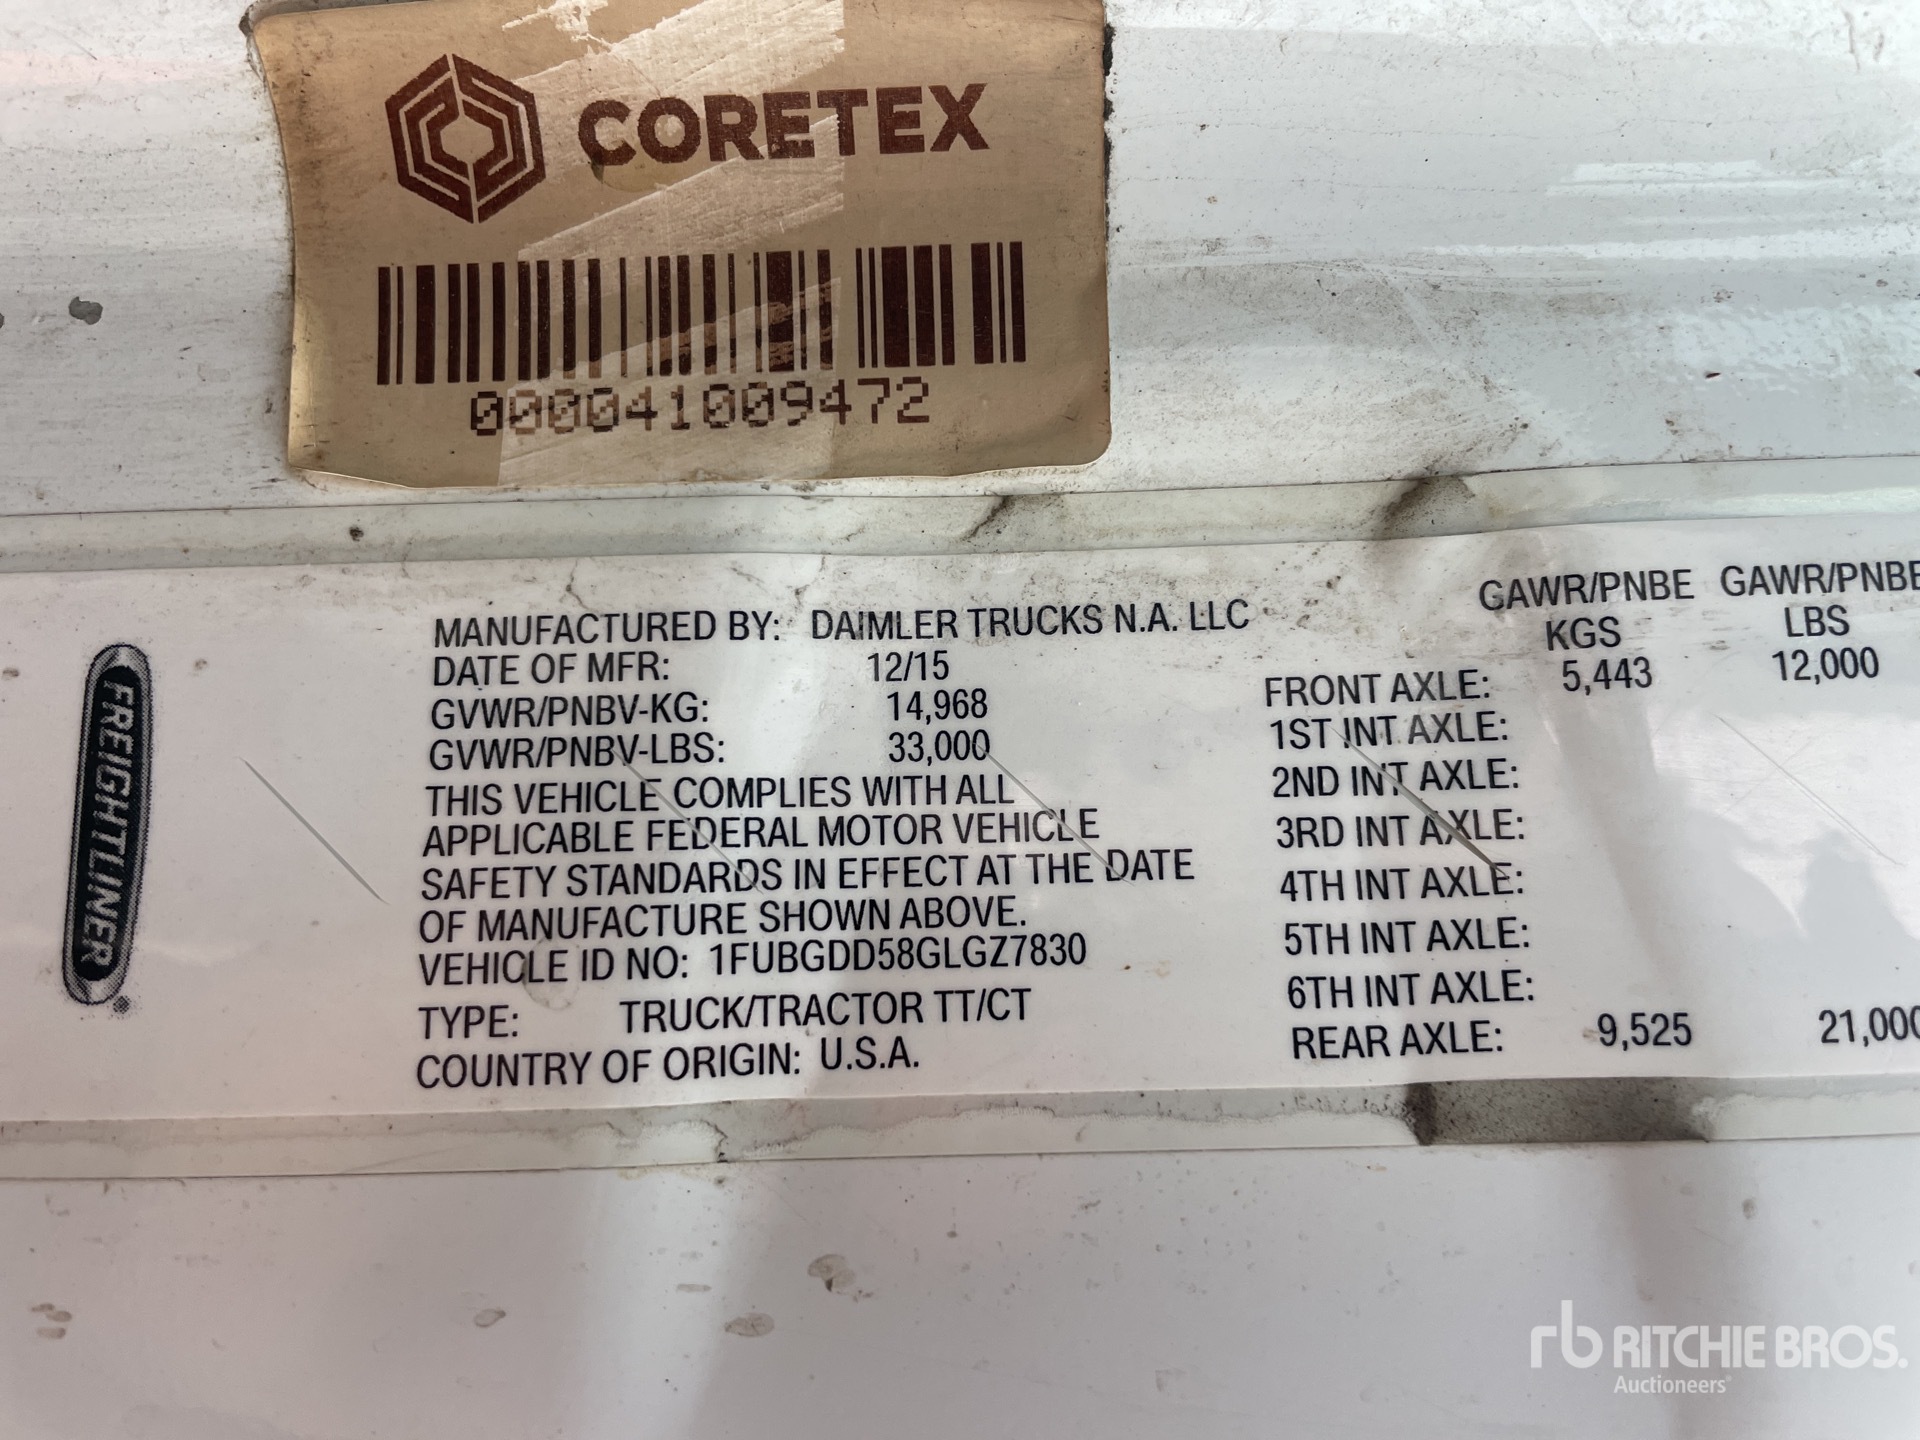 CORETEX
000041009472
FREIGHTLINER
MANUFACTURED BY: DAIMLER TRUCKS N.A. LLC
DATE OF MFR: 12/15
GVWR/PNBV-KG: 14,968
GVWR/PNBV-LBS: 33,000
THIS VEHICLE COMPLIES WITH ALL
APPLICABLE FEDERAL MOTOR VEHICLE
SAFETY STANDARDS IN EFFECT AT THE DATE
OF MANUFACTURE SHOWN ABOVE.
VEHICLE ID NO: 1FUBGDD58GLGZ7830
TYPE: TRUCK/TRACTOR TT/CT
COUNTRY OF ORIGIN: U.S.A.
GAWR/PNBE GAWR/PNBE
KGS LBS
FRONT AXLE: 5,443 12,000
1ST INT AXLE:
2ND INT AXLE:
3RD INT AXLE:
4TH INT AXLE:
5TH INT AXLE:
6TH INT AXLE:
REAR AXLE: 9,525 21,000
rb RITCHIE BROS.
Auctioneers